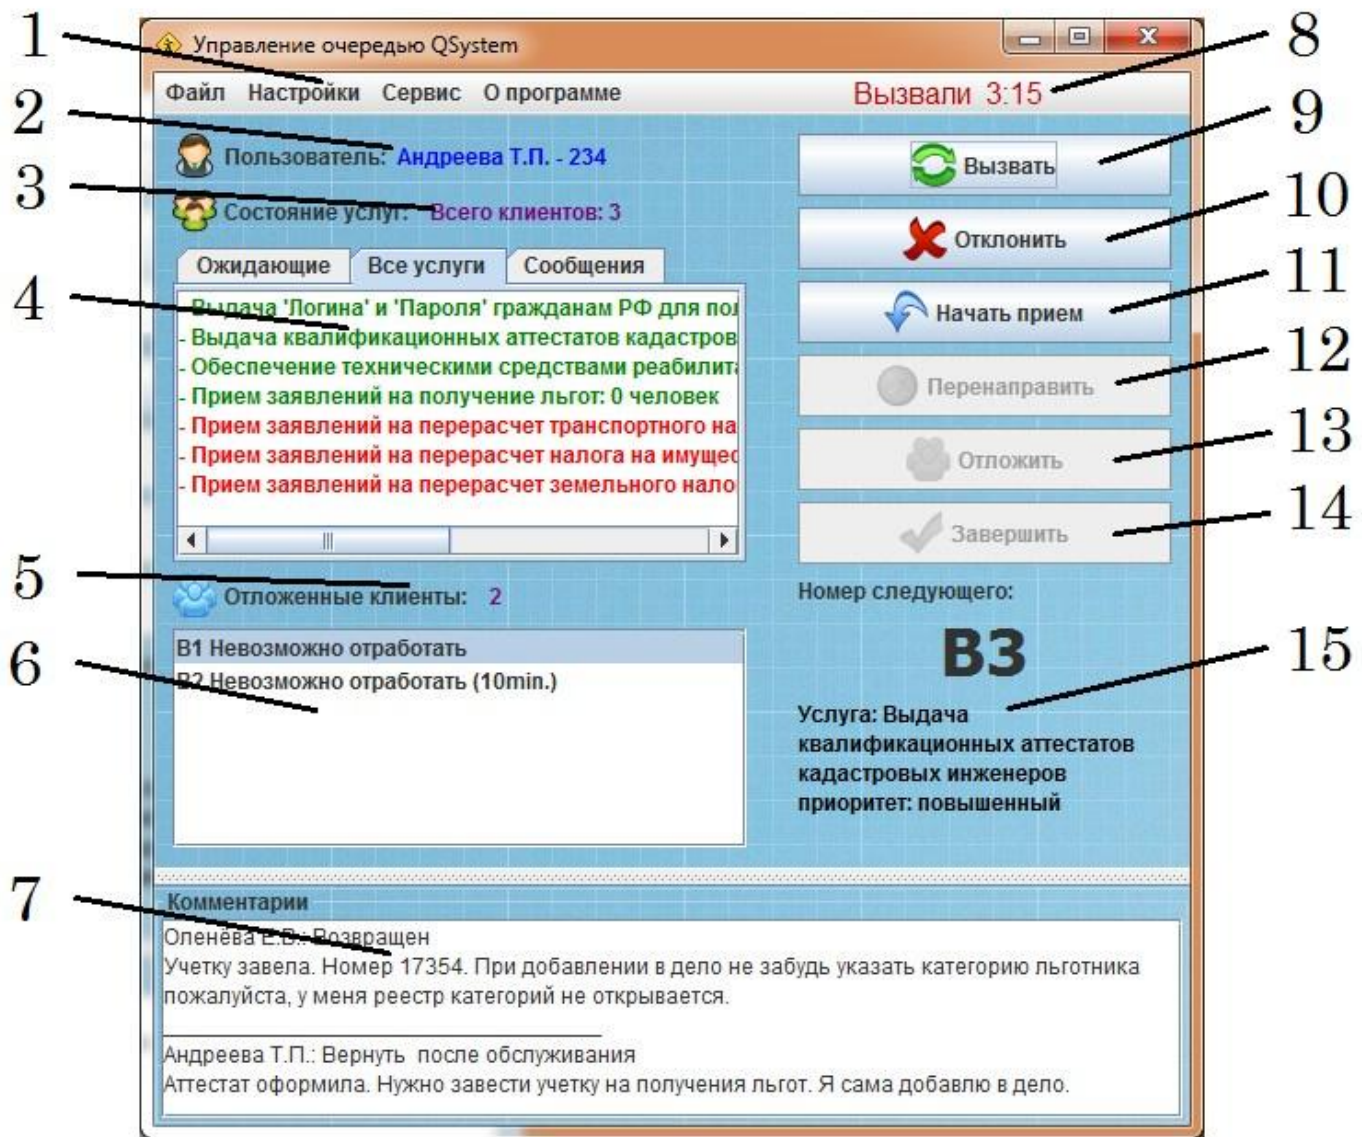 Управление очередью QSystem
Файл Настройки Сервис О программе
Вызвали 3:15
Пользователь: Андреева Т.П. - 234
Состояние услуг: Всего клиентов: 3
Ожидающие Все услуги Сообщения
- Выдача 'Логина' и 'Пароля' гражданам РФ для пол
- Выдача квалификационных аттестатов кадастров
- Обеспечение техническими средствами реабилит
- Прием заявлений на получение льгот: 0 человек
- Прием заявлений на перерасчет транспортного на
- Прием заявлений на перерасчет налога на имущес
- Прием заявлений на перерасчет земельного нало
Отложенные клиенты: 2
B1 Невозможно отработать
B2 Невозможно отработать (10min.)
Вызвать
Отклонить
Начать прием
Перенаправить
Отложить
Завершить
Номер следующего:
B3
Услуга: Выдача
квалификационных аттестатов
кадастровых инженеров
приоритет: повышенный
Комментарии
Оленева Е.В.: Возвращен
Учетку завела. Номер 17354. При добавлении в дело не забудь указать категорию льготника
пожалуйста, у меня реестр категорий не открывается.
Андреева Т.П.: Вернуть после обслуживания
Аттестат оформила. Нужно завести учетку на получения льгот. Я сама добавлю в дело.
1
2
3
4
5
6
7
8
9
10
11
12
13
14
15